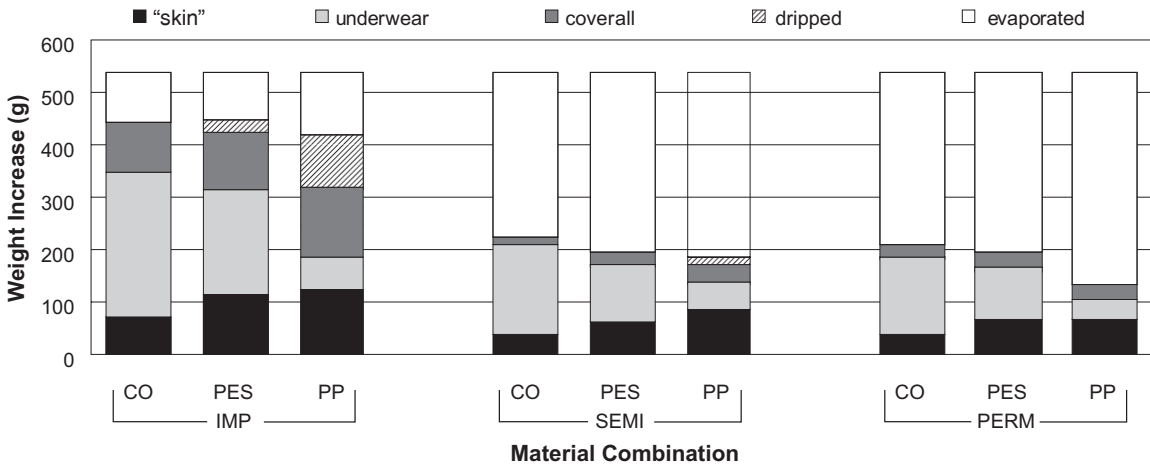 “skin” underwear coverall dripped evaporated
600
500
400
300
200
100
0
Weight Increase (g)
CO PES PP CO PES PP CO PES PP
IMP SEMI PERM
Material Combination